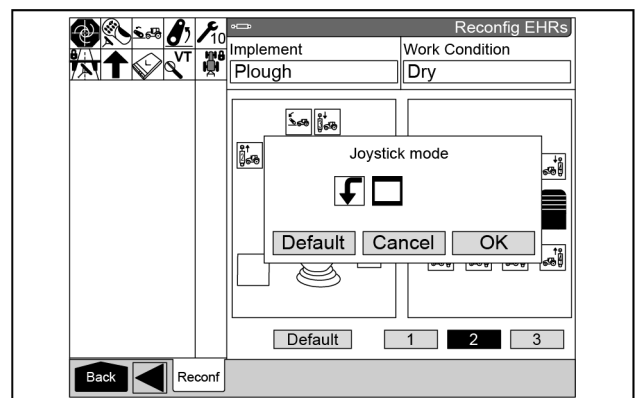 10
VT
Reconfig EHRs
Implement
Work Condition
Plough
Dry
Joystick mode
Default Cancel OK
Default 1 2 3
Back Reconf